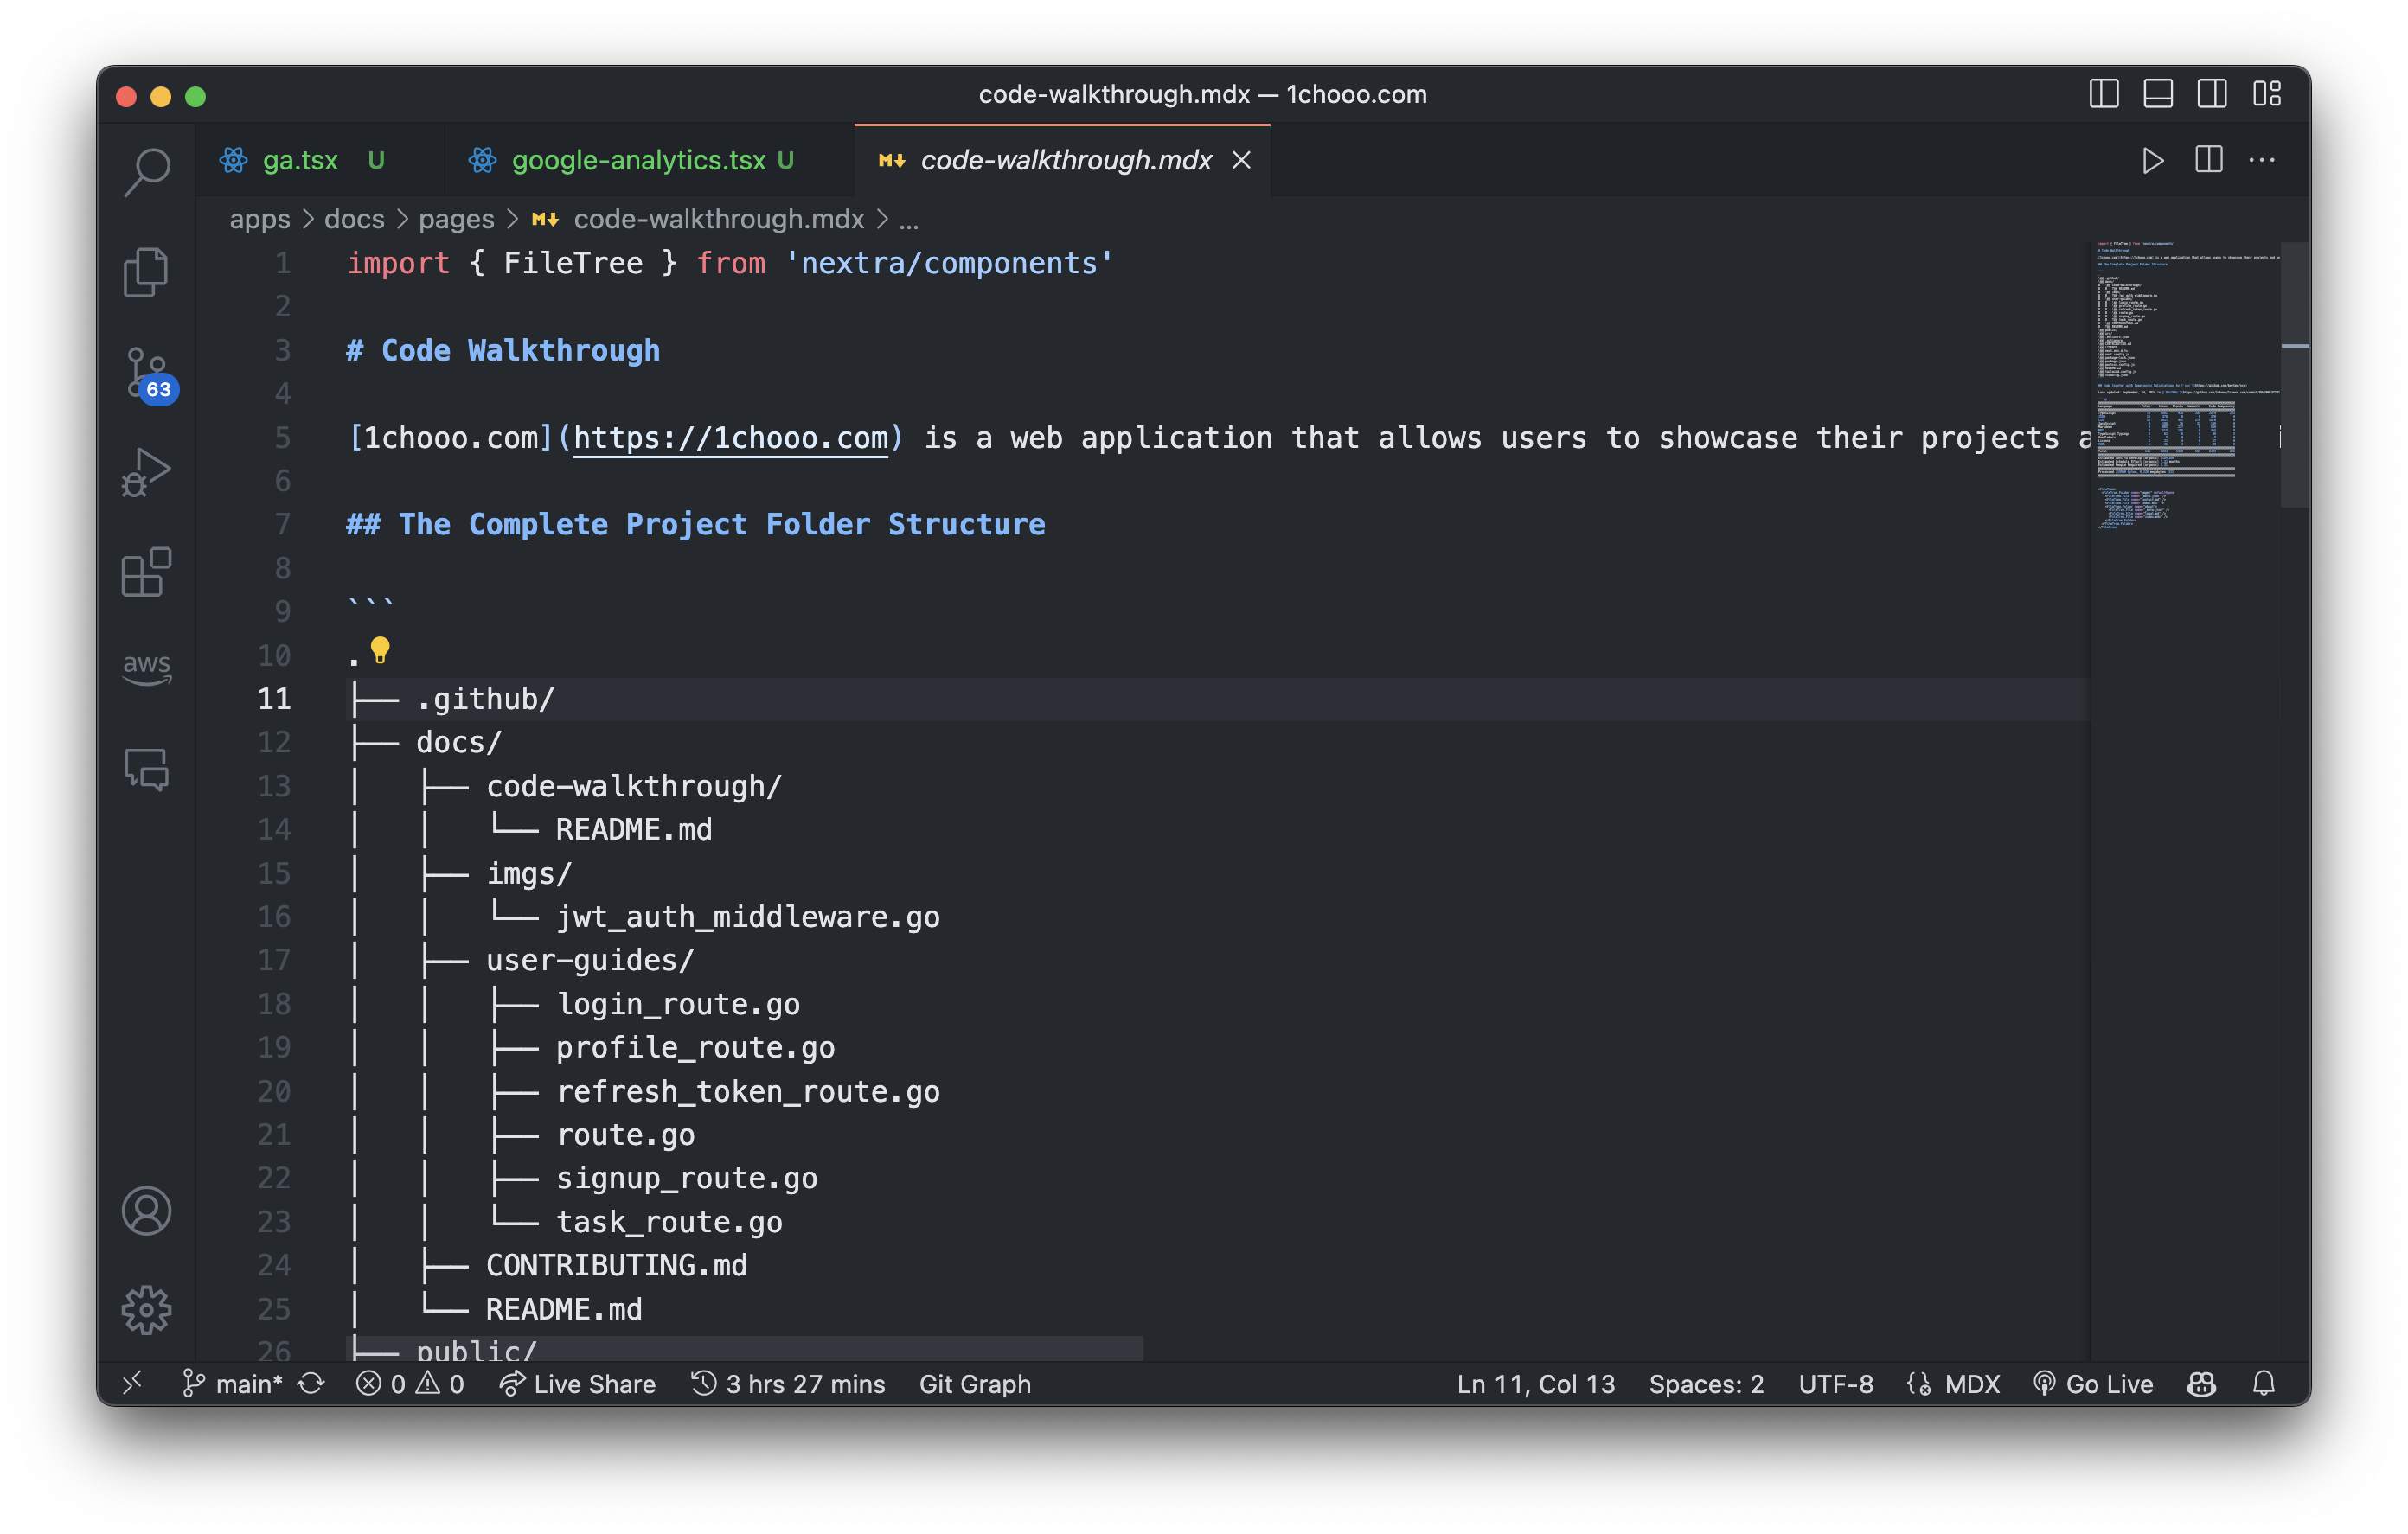 code-walkthrough.mdx — 1chooo.com
ga.tsx U google-analytics.tsx U code-walkthrough.mdx
apps > docs > pages > code-walkthrough.mdx > ...
1 import { FileTree } from 'nextra/components'
2
3 # Code Walkthrough
4
5 [1chooo.com](https://1chooo.com) is a web application that allows users to showcase their projects a
6
7 ## The Complete Project Folder Structure
8
9 ```
10 .
11 ├── .github/
12 ├── docs/
13 │   ├── code-walkthrough/
14 │   │   └── README.md
15 │   ├── imgs/
16 │   │   └── jwt_auth_middleware.go
17 │   ├── user-guides/
18 │   │   ├── login_route.go
19 │   │   ├── profile_route.go
20 │   │   ├── refresh_token_route.go
21 │   │   ├── route.go
22 │   │   ├── signup_route.go
23 │   │   └── task_route.go
24 │   ├── CONTRIBUTING.md
25 │   └── README.md
26 ├── public/
63
aws
main* 0 0 Live Share 3 hrs 27 mins Git Graph Ln 11, Col 13 Spaces: 2 UTF-8 MDX Go Live